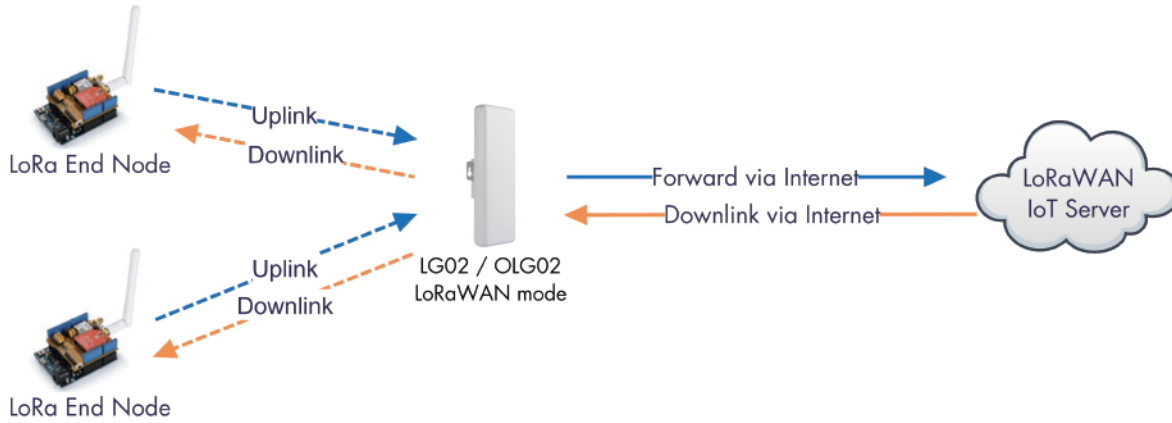 Uplink
Downlink
LoRa End Node
Forward via Internet
Downlink via Internet
LoRaWAN
IoT Server
LG02 / OLG02
LoRaWAN mode
Uplink
Downlink
LoRa End Node